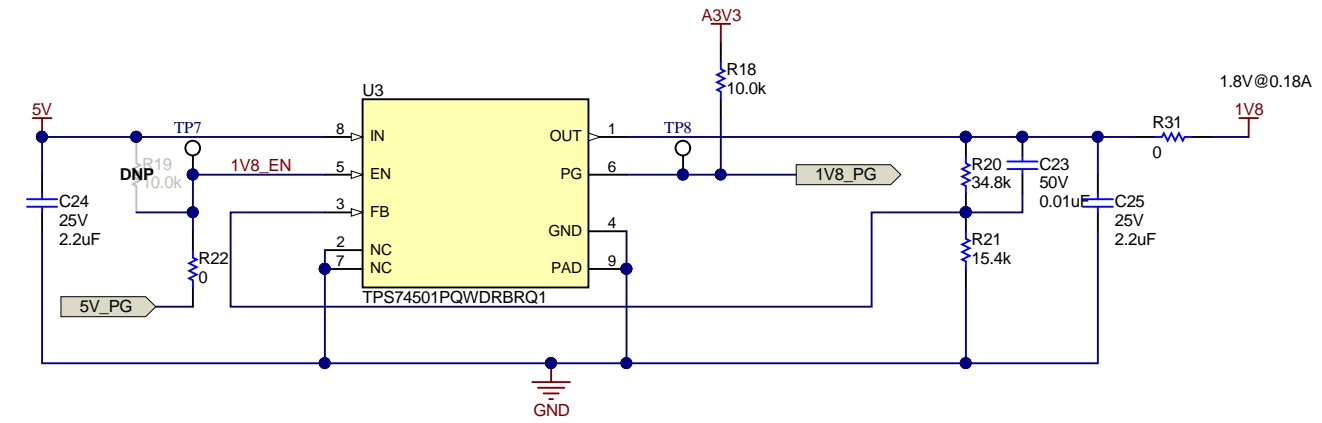 A3V3
R18
10.0k
1.8V@0.18A
1V8
R31
0
5V
U3
TP7
8
IN
OUT
1
TP8
R19
10.0k
DNP
1V8_EN
5
EN
PG
6
1V8_PG
R20
34.8k
C23
50V
0.01uF
C24
25V
2.2uF
3
FB
C25
25V
2.2uF
GND
4
R21
15.4k
2
NC
7
NC
PAD
9
R22
0
TPS74501PQWDRBRQ1
5V_PG
GND